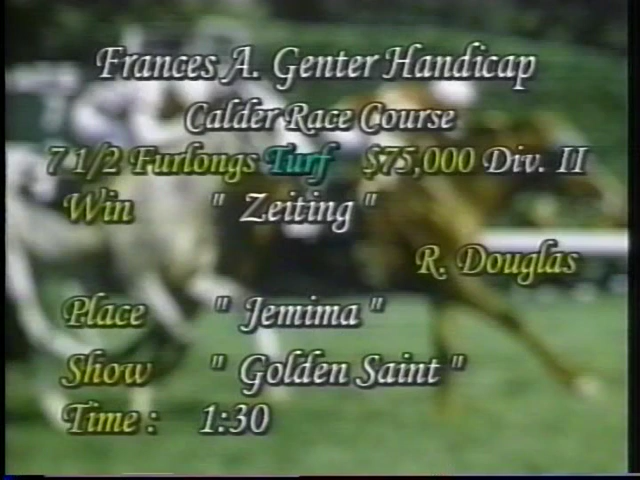 Frances A. Genter Handicap
Calder Race Course
7 1/2 Furlongs Turf $75,000 Div. II
Win " Zeiting "
R. Douglas
Place " Jemima "
Show " Golden Saint "
Time : 1:30